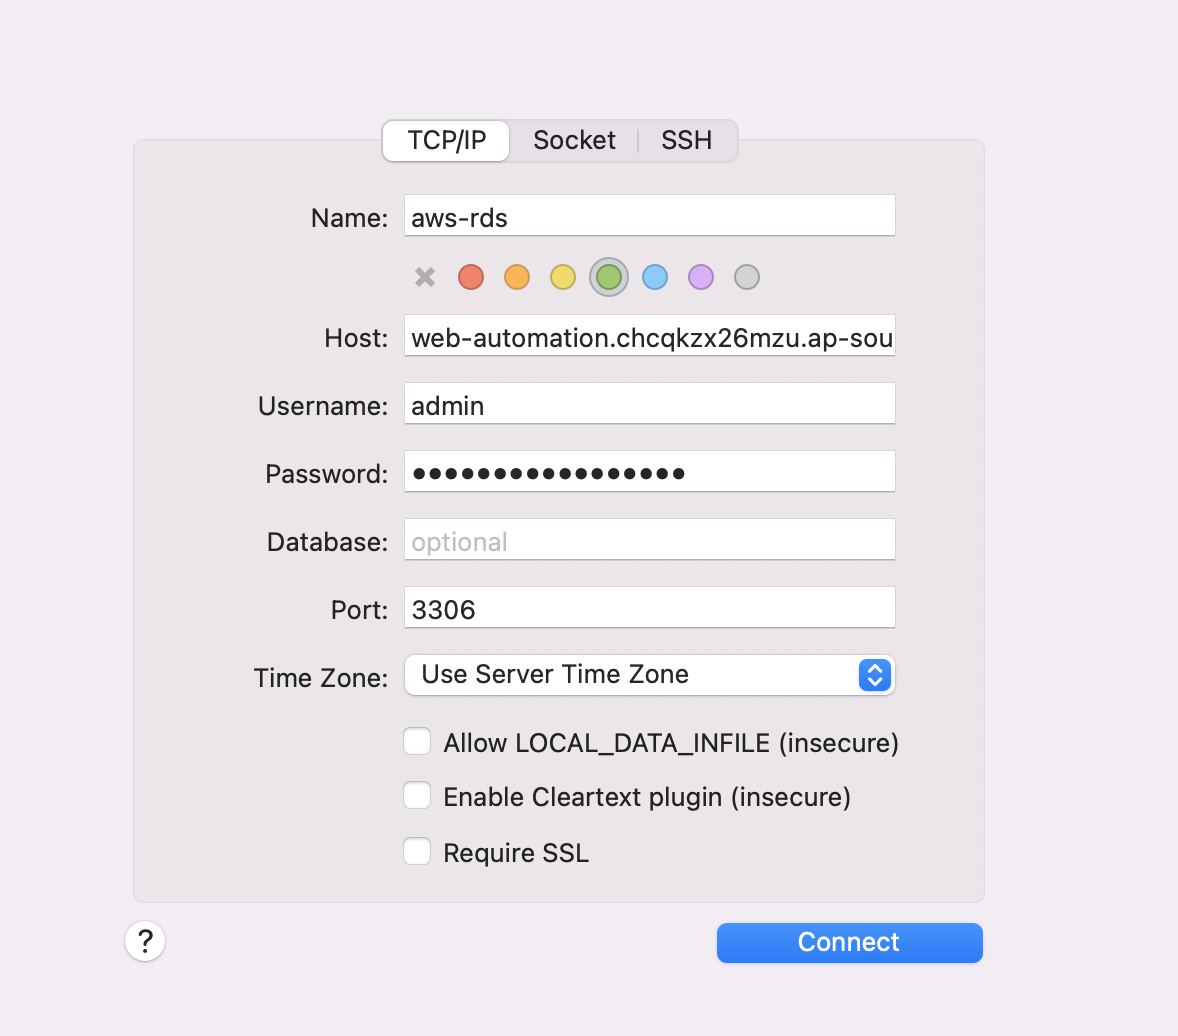 TCP/IP Socket SSH
Name: aws-rds
Host: web-automation.chcqkzx26mzu.ap-sou
Username: admin
Password: •••••••••••••••••
Database: optional
Port: 3306
Time Zone: Use Server Time Zone
Allow LOCAL_DATA_INFILE (insecure)
Enable Cleartext plugin (insecure)
Require SSL
? Connect